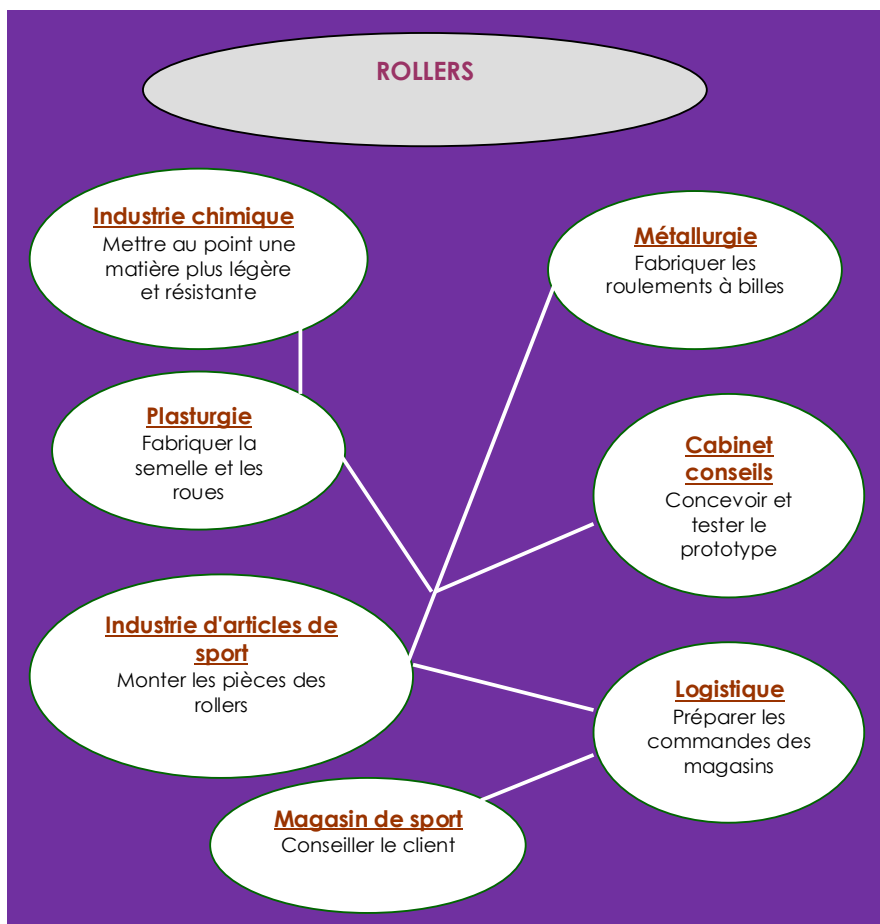 ROLLERS
Industrie chimique
Mettre au point une
matière plus légère
et résistante
Métallurgie
Fabriquer les
roulements à billes
Plasturgie
Fabriquer la
semelle et les
roues
Cabinet
conseils
Concevoir et
tester le
prototype
Industrie d'articles de
sport
Monter les pièces des
rollers
Logistique
Préparer les
commandes des
magasins
Magasin de sport
Conseiller le client